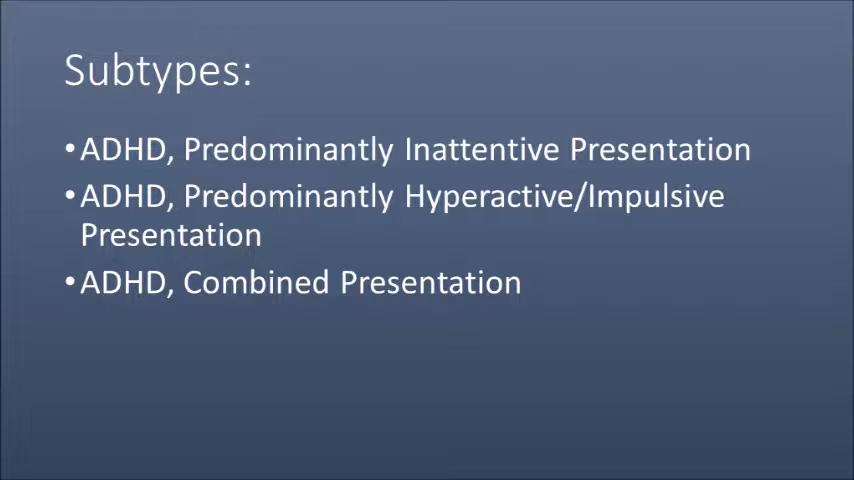 Subtypes:
•ADHD, Predominantly Inattentive Presentation
•ADHD, Predominantly Hyperactive/Impulsive
Presentation
•ADHD, Combined Presentation